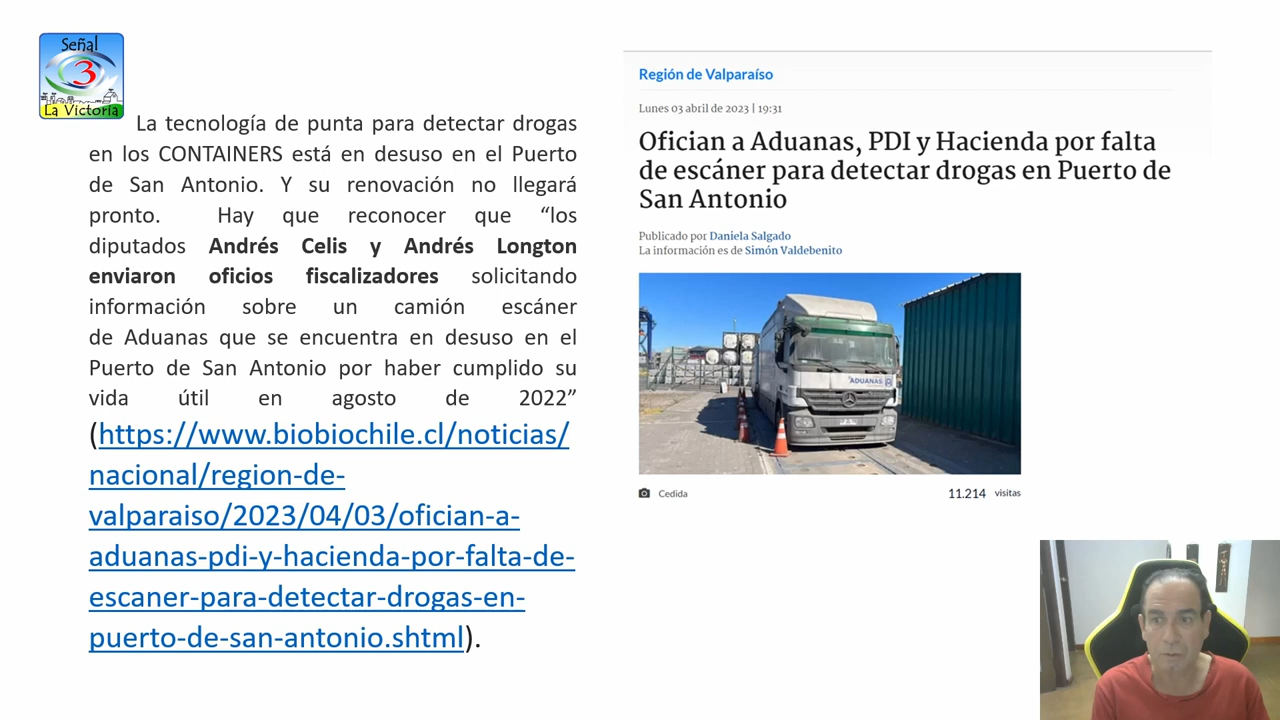 Señal
3
La Victoria
La tecnología de punta para detectar drogas
en los CONTAINERS está en desuso en el Puerto
de San Antonio. Y su renovación no llegará
pronto. Hay que reconocer que “los
diputados Andrés Celis y Andrés Longton
enviaron oficios fiscalizadores solicitando
información sobre un camión escáner
de Aduanas que se encuentra en desuso en el
Puerto de San Antonio por haber cumplido su
vida útil en agosto de 2022”
(https://www.biobiochile.cl/noticias/
nacional/region-de-
valparaiso/2023/04/03/ofician-a-
aduanas-pdi-y-hacienda-por-falta-de-
escaner-para-detectar-drogas-en-
puerto-de-san-antonio.shtml).
Región de Valparaíso
Lunes 03 abril de 2023 | 19:31
Ofician a Aduanas, PDI y Hacienda por falta
de escáner para detectar drogas en Puerto de
San Antonio
Publicado por Daniela Salgado
La información es de Simón Valdebenito
ADUANAS
Cedida
11.214 visitas